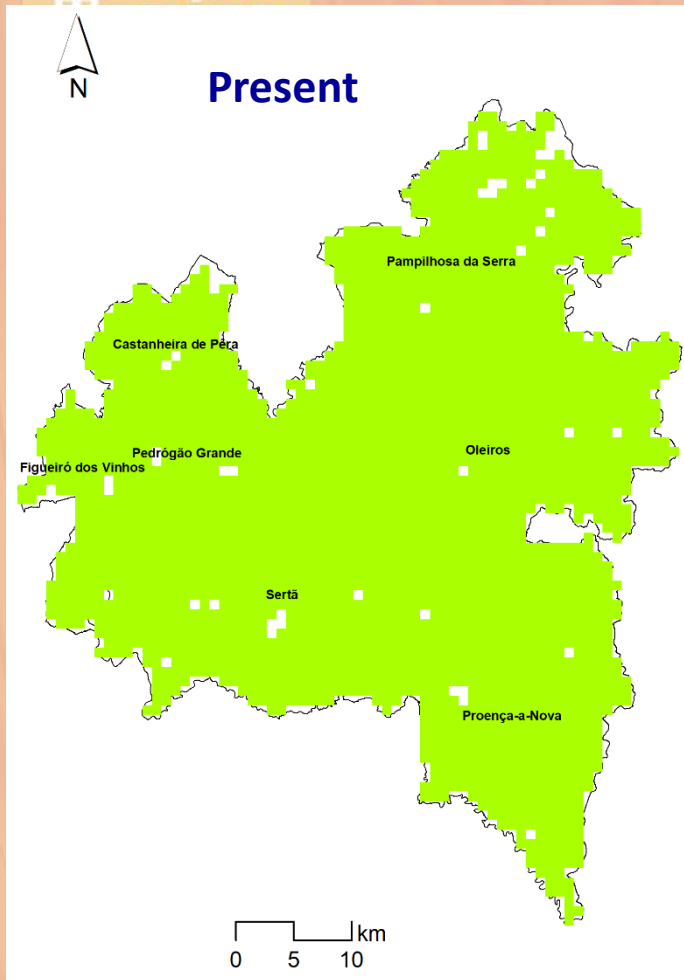 Present
N
Pampilhosa da Serra
Castanheira de Pêra
Pedrógão Grande
Oleiros
Figueiró dos Vinhos
Sertã
Proença-a-Nova
km
0 5 10